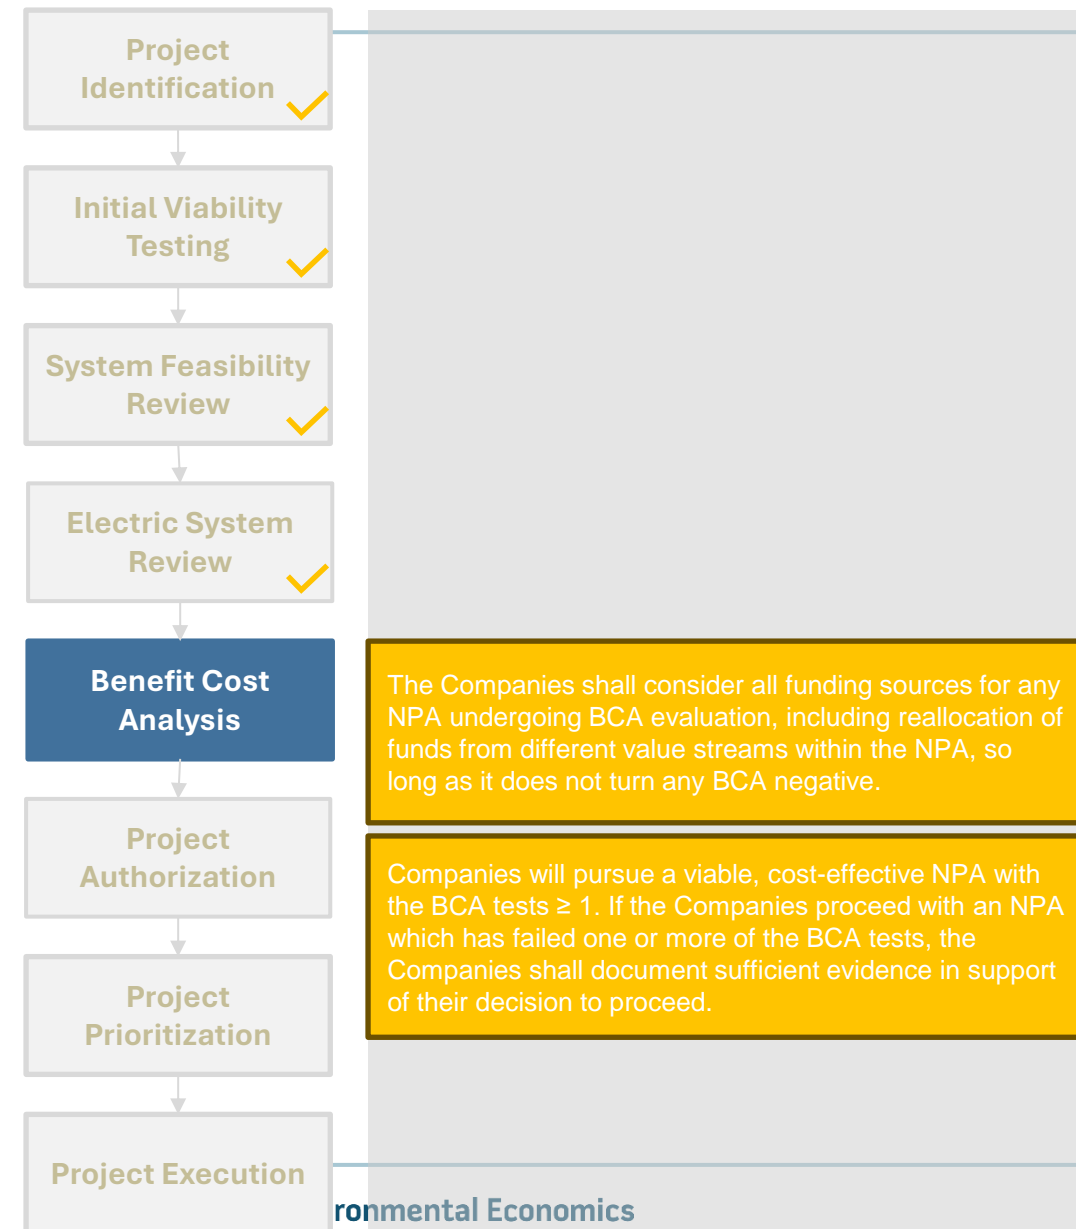 Project
Identification
Initial Viability
Testing
System Feasibility
Review
Electric System
Review
Benefit Cost
Analysis
The Companies shall consider all funding sources for any
NPA undergoing BCA evaluation, including reallocation of
funds from different value streams within the NPA, so
long as it does not turn any BCA negative.
Project
Authorization
Companies will pursue a viable, cost-effective NPA with
the BCA tests ≥ 1. If the Companies proceed with an NPA
which has failed one or more of the BCA tests, the
Companies shall document sufficient evidence in support
of their decision to proceed.
Project
Prioritization
Project Execution
ronmental Economics